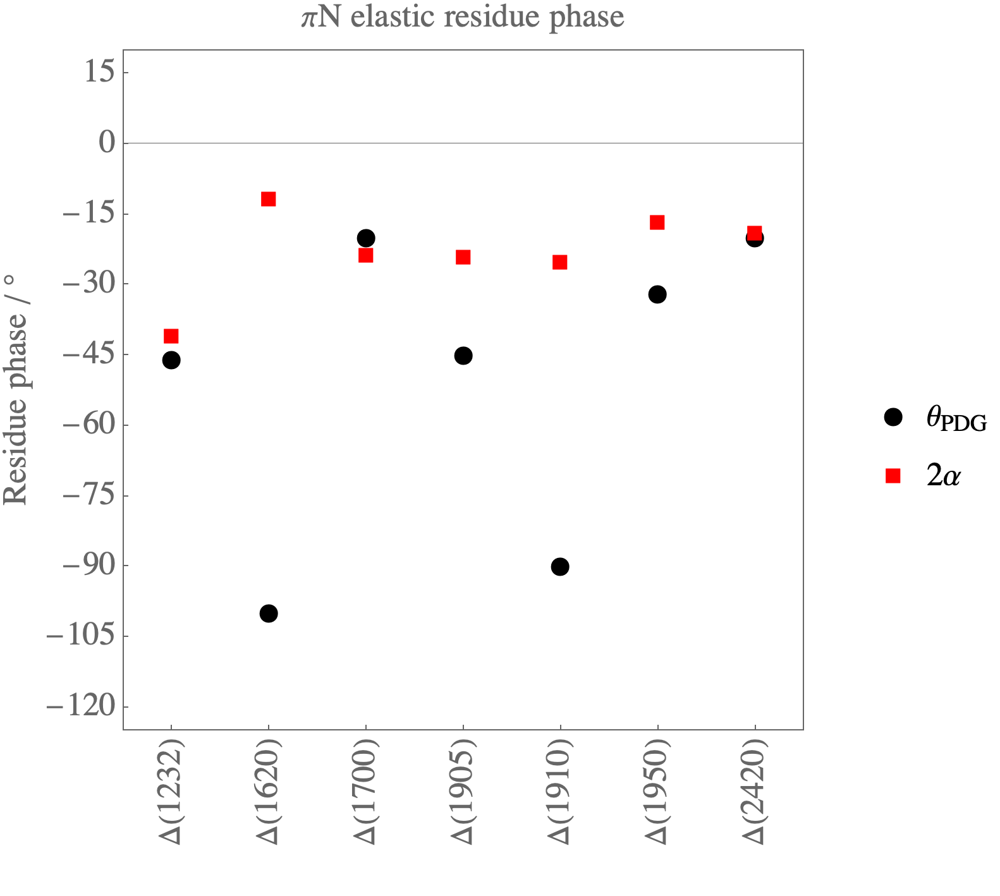 πN elastic residue phase
Residue phase / °
15
0
−15
−30
−45
−60
−75
−90
−105
−120
Δ(1232)
Δ(1620)
Δ(1700)
Δ(1905)
Δ(1910)
Δ(1950)
Δ(2420)
θPDG
2α